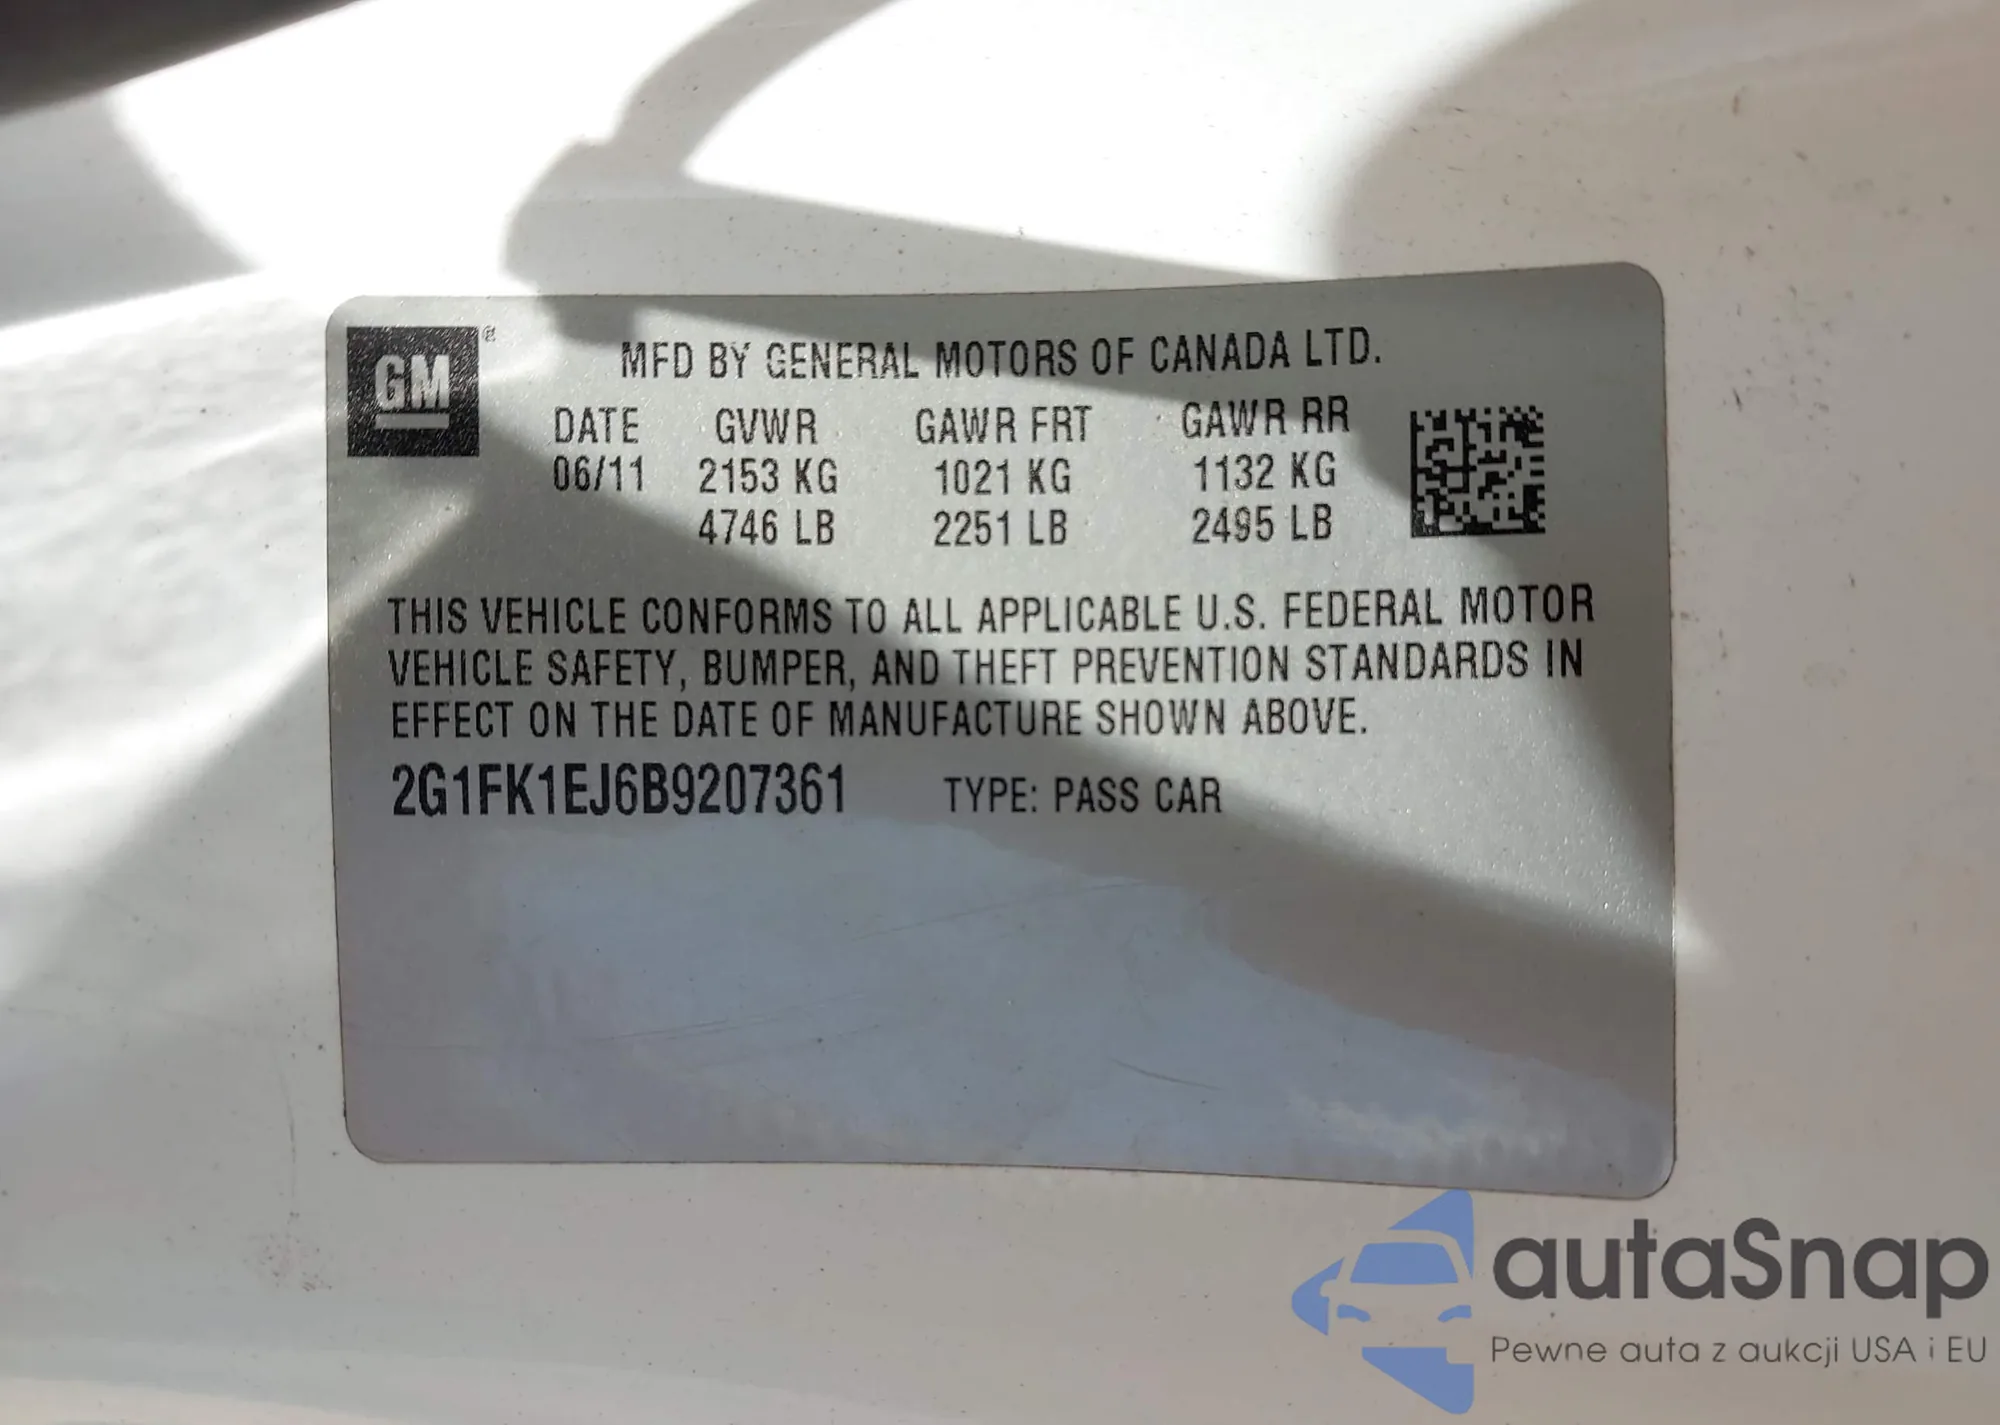 GM®
MFD BY GENERAL MOTORS OF CANADA LTD.
DATE GVWR GAWR FRT GAWR RR
06/11 2153 KG 1021 KG 1132 KG
4746 LB 2251 LB 2495 LB
THIS VEHICLE CONFORMS TO ALL APPLICABLE U.S. FEDERAL MOTOR
VEHICLE SAFETY, BUMPER, AND THEFT PREVENTION STANDARDS IN
EFFECT ON THE DATE OF MANUFACTURE SHOWN ABOVE.
2G1FK1EJ6B9207361 TYPE: PASS CAR
autaSnap
Pewne auta z aukcji USA i EU